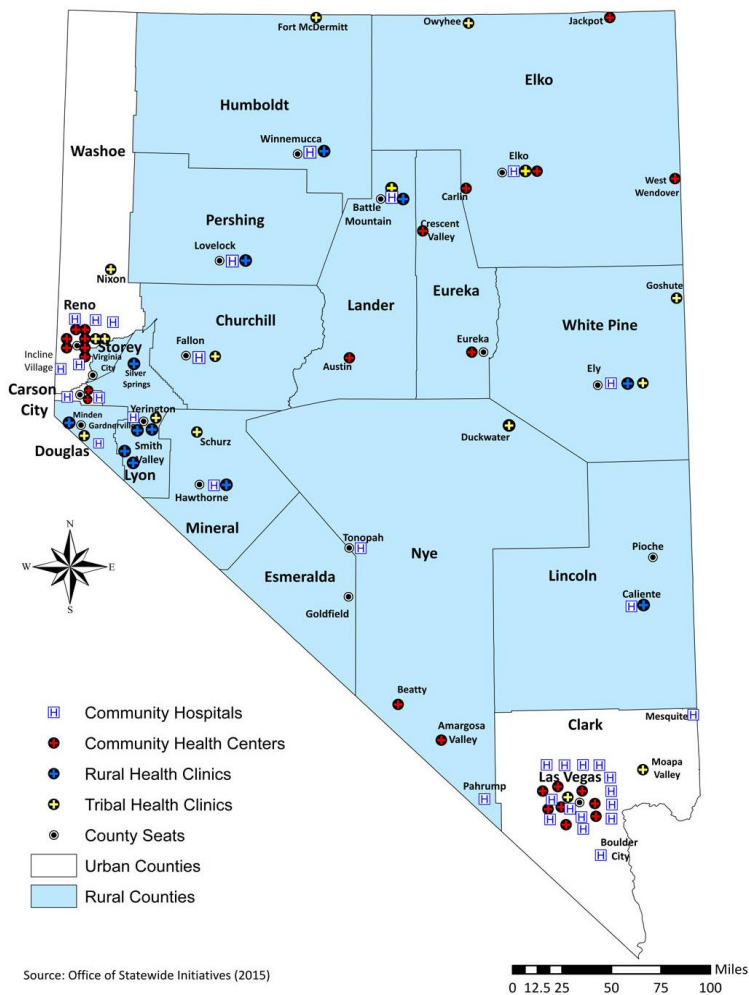 Fort McDermitt
Owyhee
Jackpot
Elko
Humboldt
Washoe
Winnemucca
Elko
Battle
Mountain
Carlin
West
Wendover
Pershing
Crescent
Valley
Lovelock
Nixon
Goshute
Reno
Churchill
Lander
Eureka
White Pine
Storey
Fallon
Eureka
Incline
Village
Virginia
City
Silver
Springs
Austin
Ely
Carson
City
Minden
Gardnerville
Yerington
Schurz
Duckwater
Douglas
Smith
Valley
Lyon
Hawthorne
Mineral
N
W
E
S
Tonopah
Nye
Pioche
Esmeralda
Lincoln
Goldfield
Caliente
Beatty
Amargosa
Valley
Clark
Mesquite
Las Vegas
Moapa
Valley
Pahrump
Boulder
City
H Community Hospitals
Community Health Centers
Rural Health Clinics
Tribal Health Clinics
County Seats
Urban Counties
Rural Counties
Source: Office of Statewide Initiatives (2015)
Miles
0 12.5 25 50 75 100